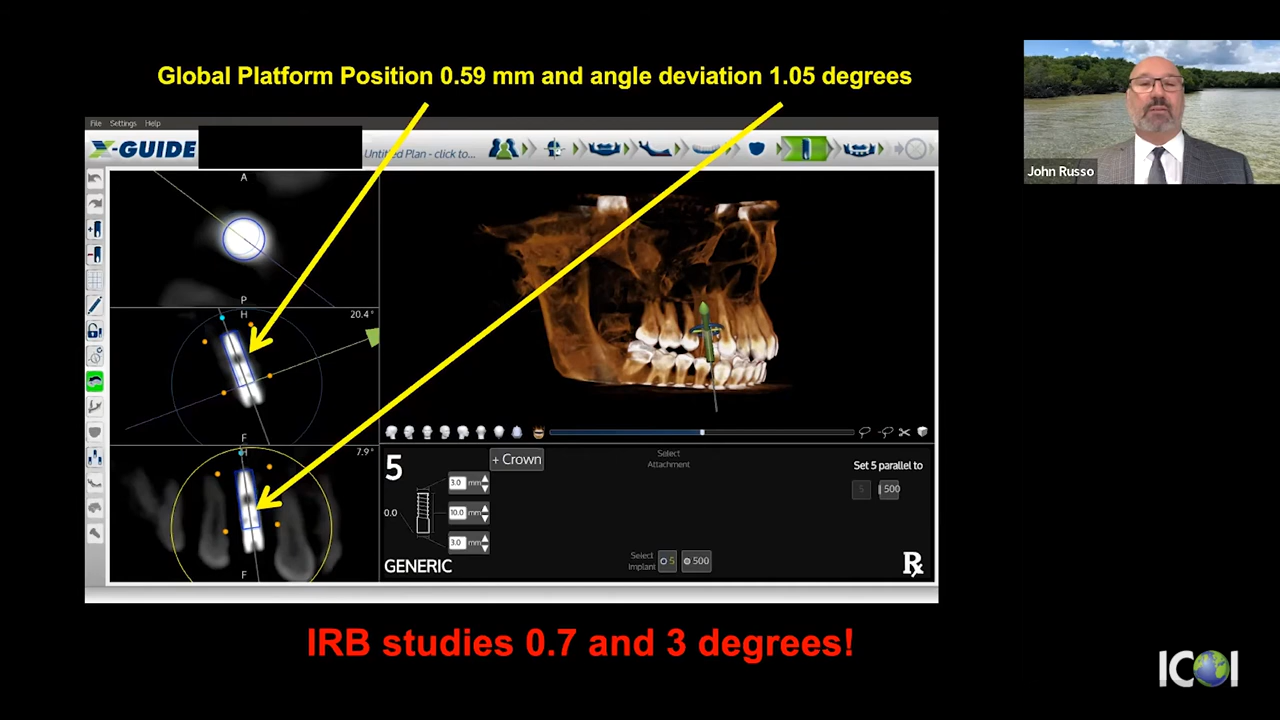 Global Platform Position 0.59 mm and angle deviation 1.05 degrees
John Russo
File Settings Help
X-GUIDE
Untitled Plan - click to...
A
P
H
20.4°
F
H
7.9°
F
5
+ Crown
Select
Attachment
Set 5 parallel to
5
500
3.0 mm
0.0
10.0 mm
3.0 mm
GENERIC
Select
Implant
5
500
Rx
IRB studies 0.7 and 3 degrees!
ICOI